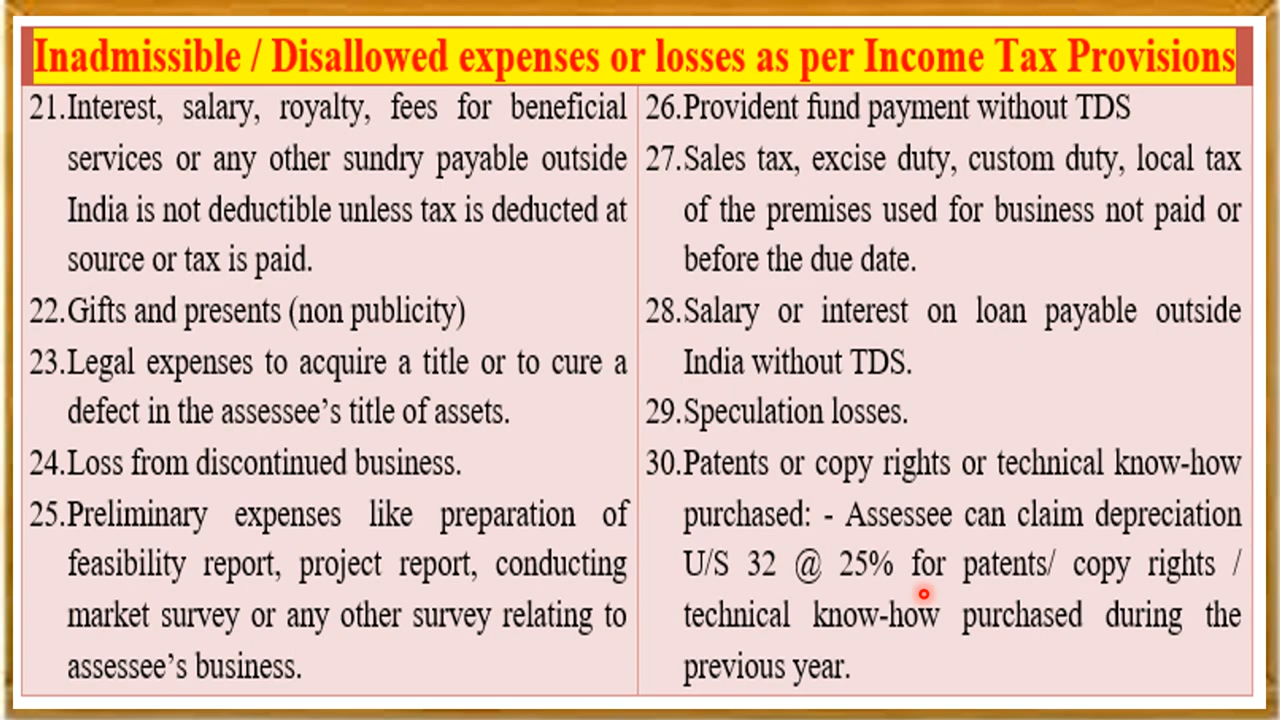 Inadmissible / Disallowed expenses or losses as per Income Tax Provisions
21.Interest, salary, royalty, fees for beneficial
services or any other sundry payable outside
India is not deductible unless tax is deducted at
source or tax is paid.
22.Gifts and presents (non publicity)
23.Legal expenses to acquire a title or to cure a
defect in the assessee’s title of assets.
24.Loss from discontinued business.
25.Preliminary expenses like preparation of
feasibility report, project report, conducting
market survey or any other survey relating to
assessee’s business.
26.Provident fund payment without TDS
27.Sales tax, excise duty, custom duty, local tax
of the premises used for business not paid or
before the due date.
28.Salary or interest on loan payable outside
India without TDS.
29.Speculation losses.
30.Patents or copy rights or technical know-how
purchased: - Assessee can claim depreciation
U/S 32 @ 25% for patents/ copy rights /
technical know-how purchased during the
previous year.